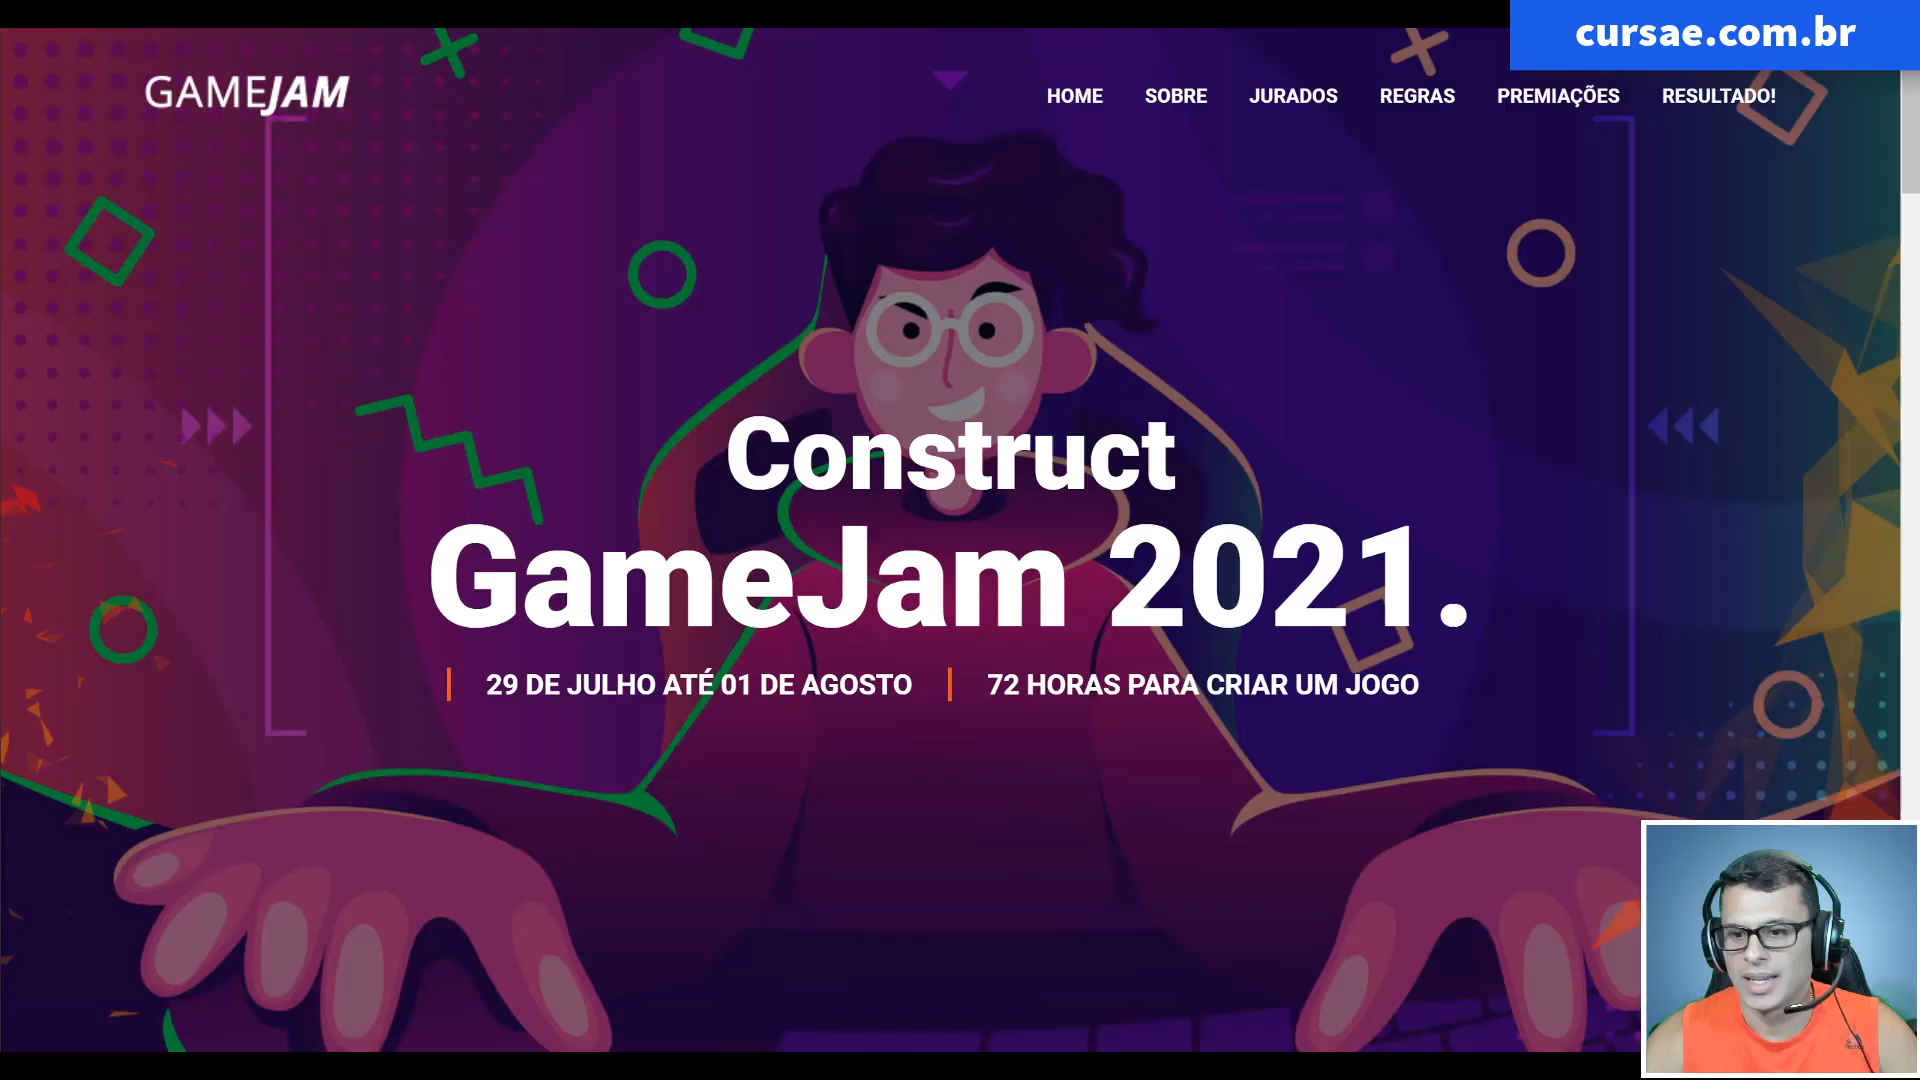 cursae.com.br
GAMEJAM
HOME SOBRE JURADOS REGRAS PREMIAÇÕES RESULTADO!
Construct
GameJam 2021.
29 DE JULHO ATÉ 01 DE AGOSTO 72 HORAS PARA CRIAR UM JOGO